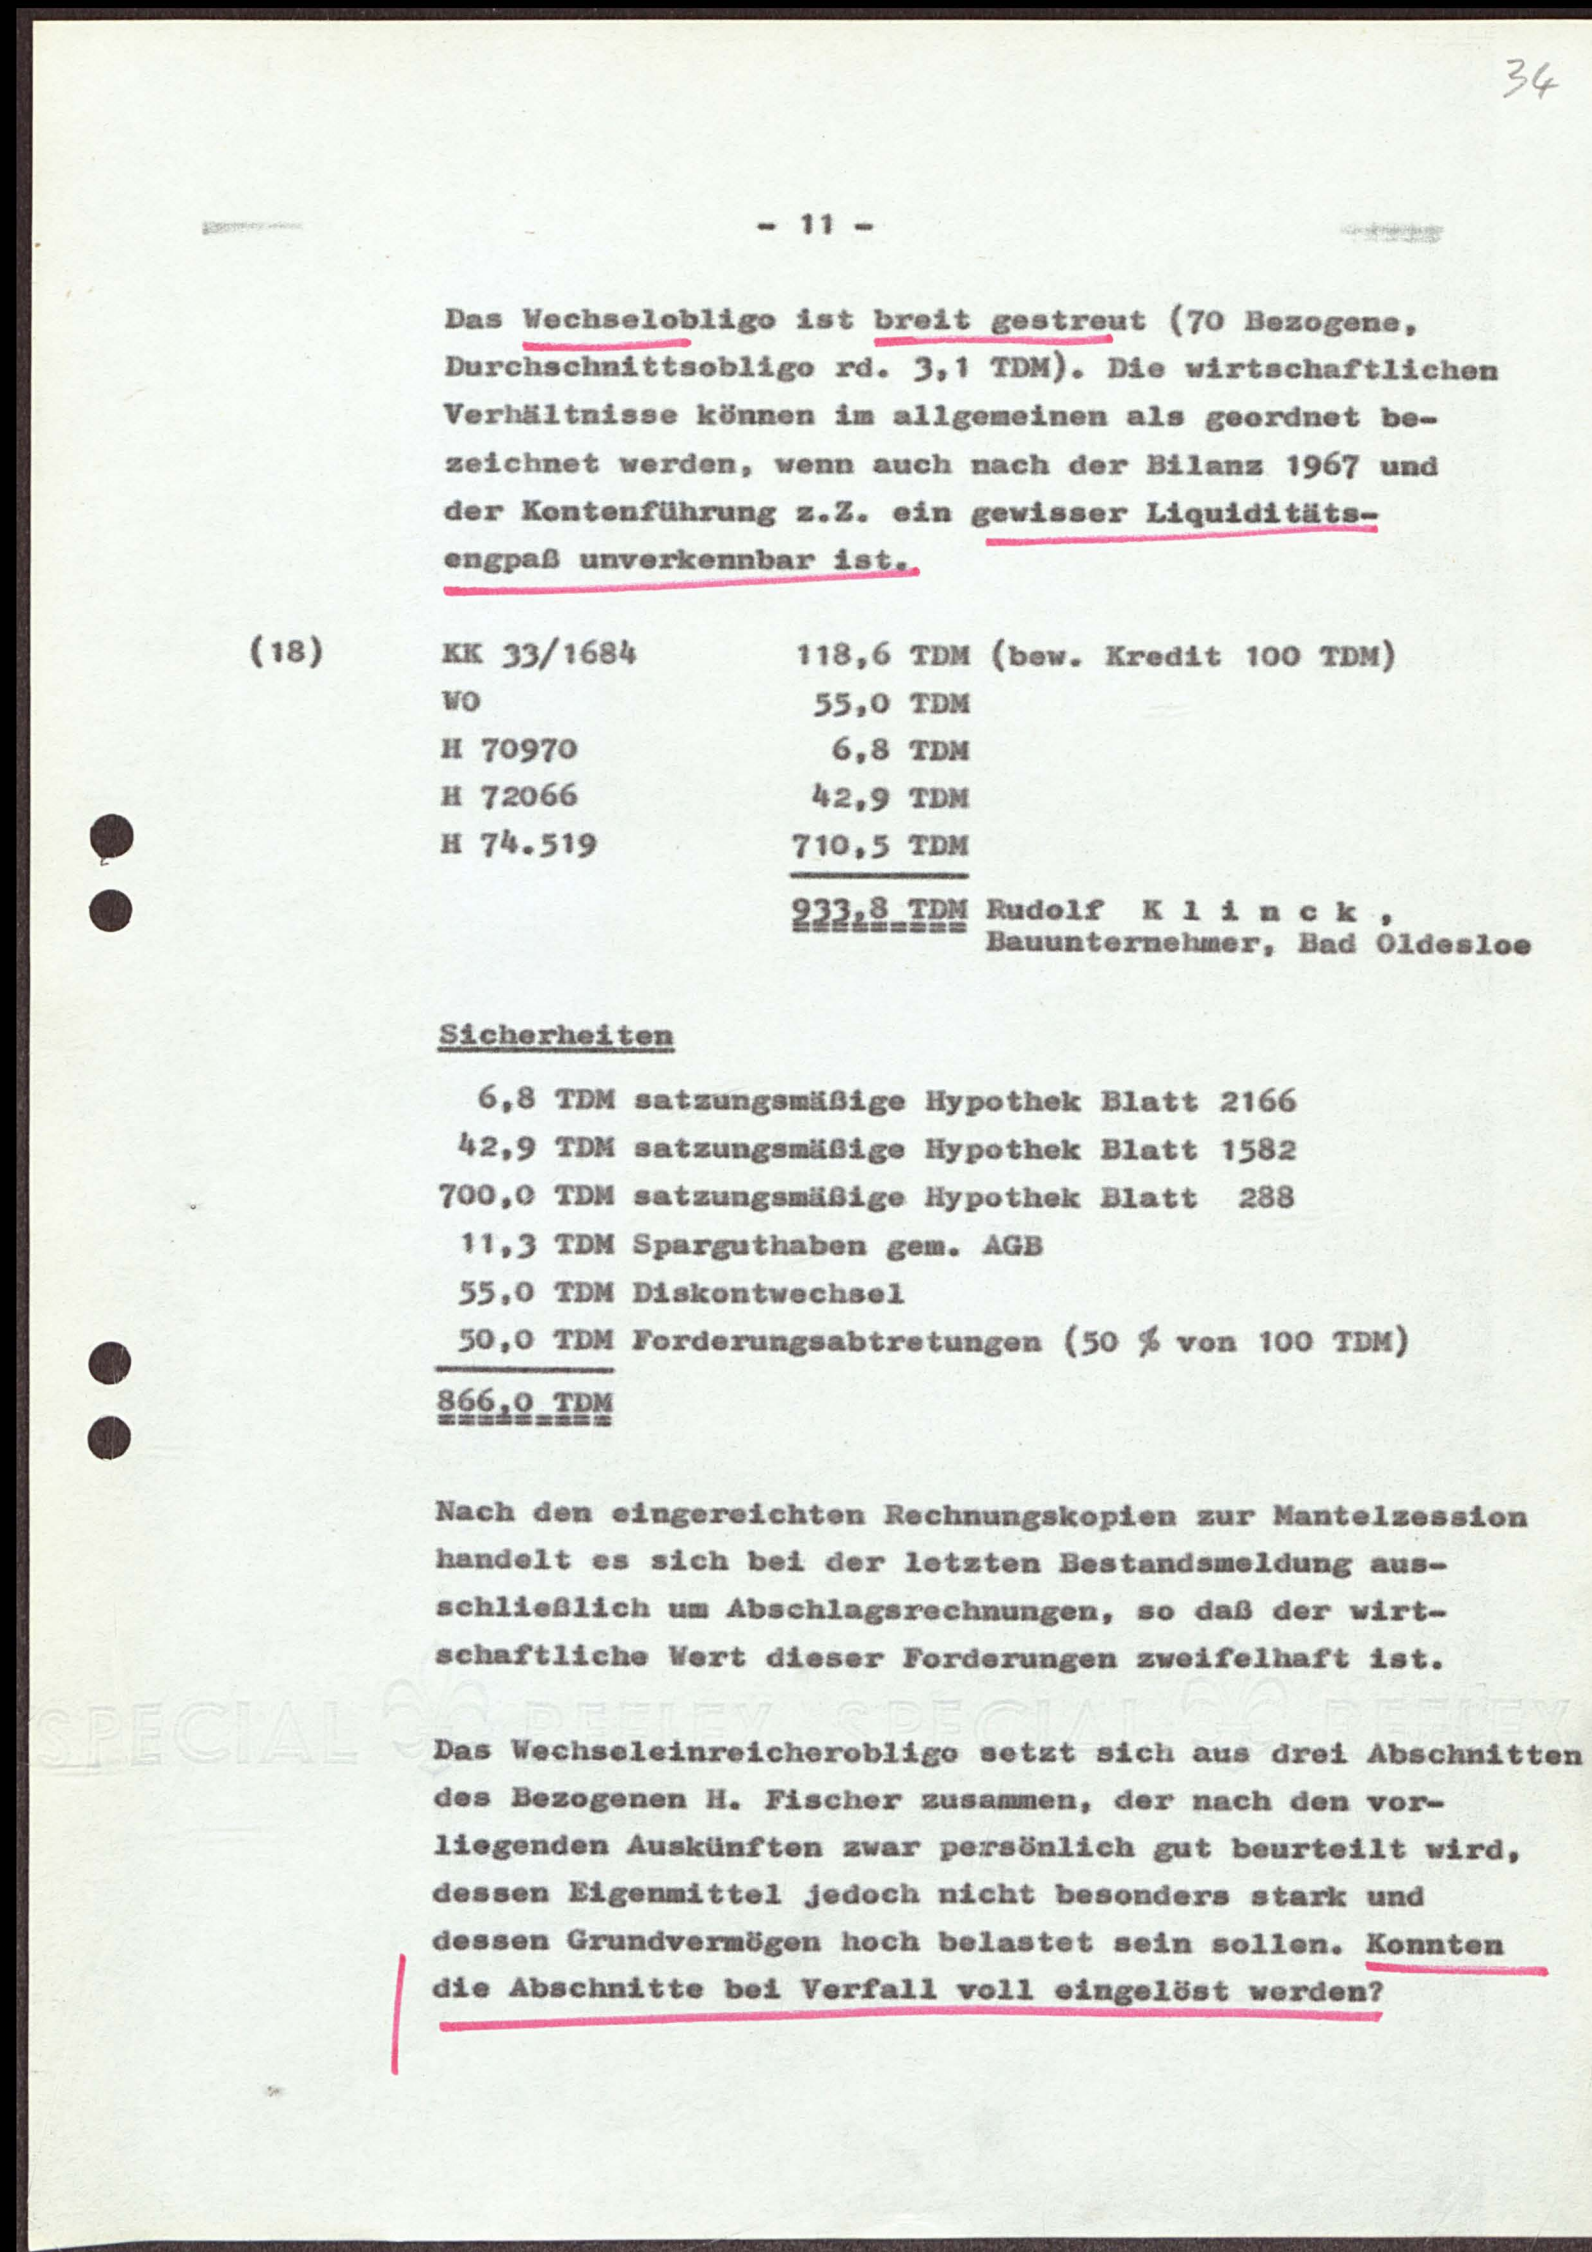 34
- 11 -
Das Wechselobligo ist breit gestreut (70 Bezogene,
Durchschnittsobligo rd. 3,1 TDM). Die wirtschaftlichen
Verhältnisse können im allgemeinen als geordnet be-
zeichnet werden, wenn auch nach der Bilanz 1967 und
der Kontenführung z.Z. ein gewisser Liquiditäts-
engpaß unverkennbar ist.
(18) KK 33/1684 118,6 TDM (bew. Kredit 100 TDM)
WO 55,0 TDM
H 70970 6,8 TDM
H 72066 42,9 TDM
H 74.519 710,5 TDM
933,8 TDM Rudolf K l i n c k ,
Bauunternehmer, Bad Oldesloe
Sicherheiten
6,8 TDM satzungsmäßige Hypothek Blatt 2166
42,9 TDM satzungsmäßige Hypothek Blatt 1582
700,0 TDM satzungsmäßige Hypothek Blatt 288
11,3 TDM Sparguthaben gem. AGB
55,0 TDM Diskontwechsel
50,0 TDM Forderungsabtretungen (50 % von 100 TDM)
866,0 TDM
Nach den eingereichten Rechnungskopien zur Mantelzession
handelt es sich bei der letzten Bestandsmeldung aus-
schließlich um Abschlagsrechnungen, so daß der wirt-
schaftliche Wert dieser Forderungen zweifelhaft ist.
SPECIAL REFLEX SPECIAL REFLEX
Das Wechseleinreicherobligo setzt sich aus drei Abschnitten
des Bezogenen H. Fischer zusammen, der nach den vor-
liegenden Auskünften zwar persönlich gut beurteilt wird,
dessen Eigenmittel jedoch nicht besonders stark und
dessen Grundvermögen hoch belastet sein sollen. Konnten
die Abschnitte bei Verfall voll eingelöst werden?